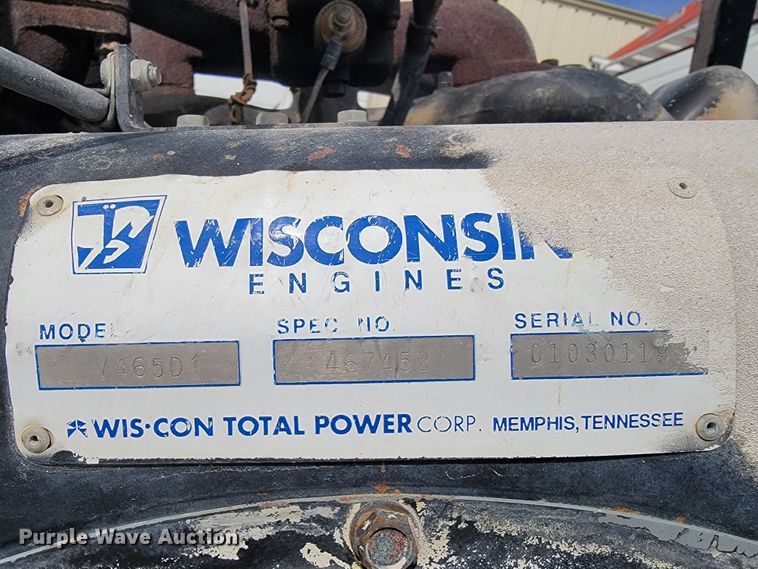 WISCONSIN
ENGINES
MODEL SPEC NO. SERIAL NO.
V465D1 467452
WIS·CON TOTAL POWER CORP. MEMPHIS, TENNESSEE
Purple Wave Auction